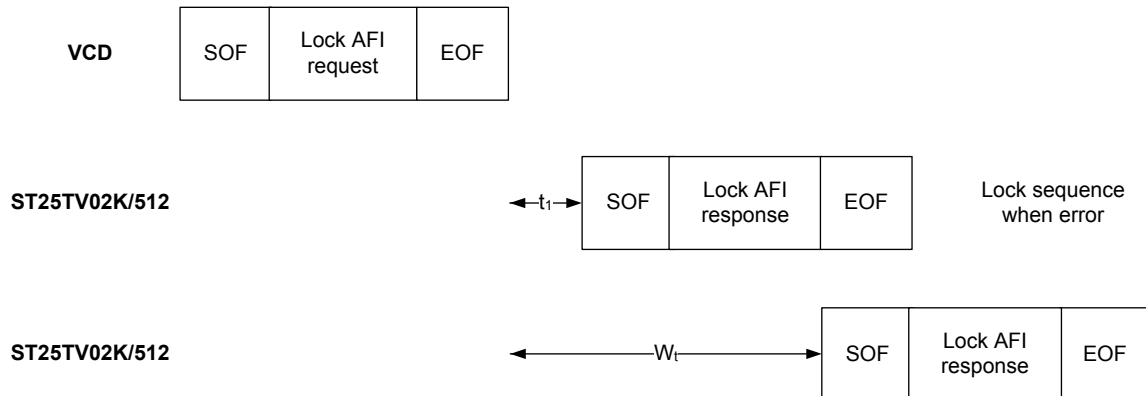 VCD
SOF
Lock AFI
request
EOF
ST25TV02K/512
t₁
SOF
Lock AFI
response
EOF
Lock sequence
when error
ST25TV02K/512
Wₜ
SOF
Lock AFI
response
EOF